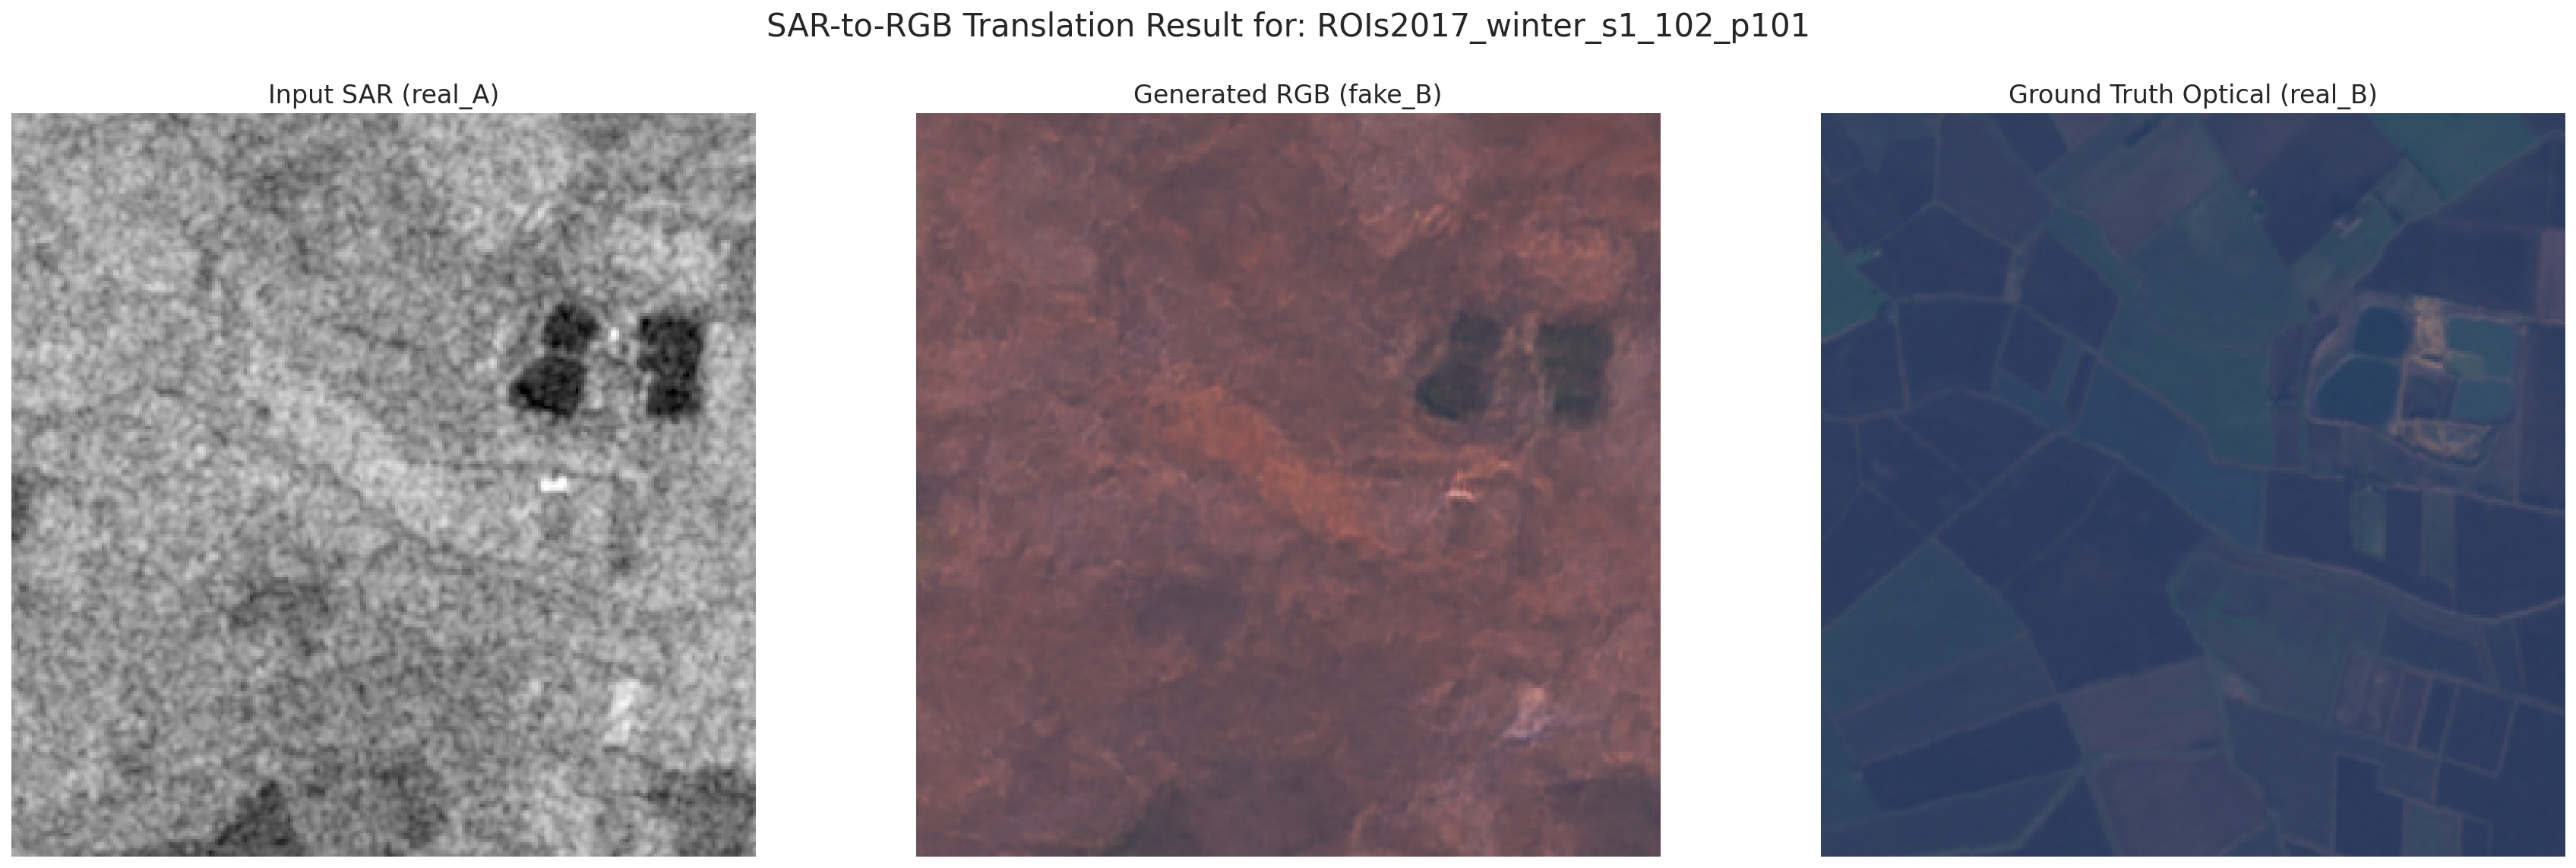 SAR-to-RGB Translation Result for: ROIs2017_winter_s1_102_p101
Input SAR (real_A)
Generated RGB (fake_B)
Ground Truth Optical (real_B)